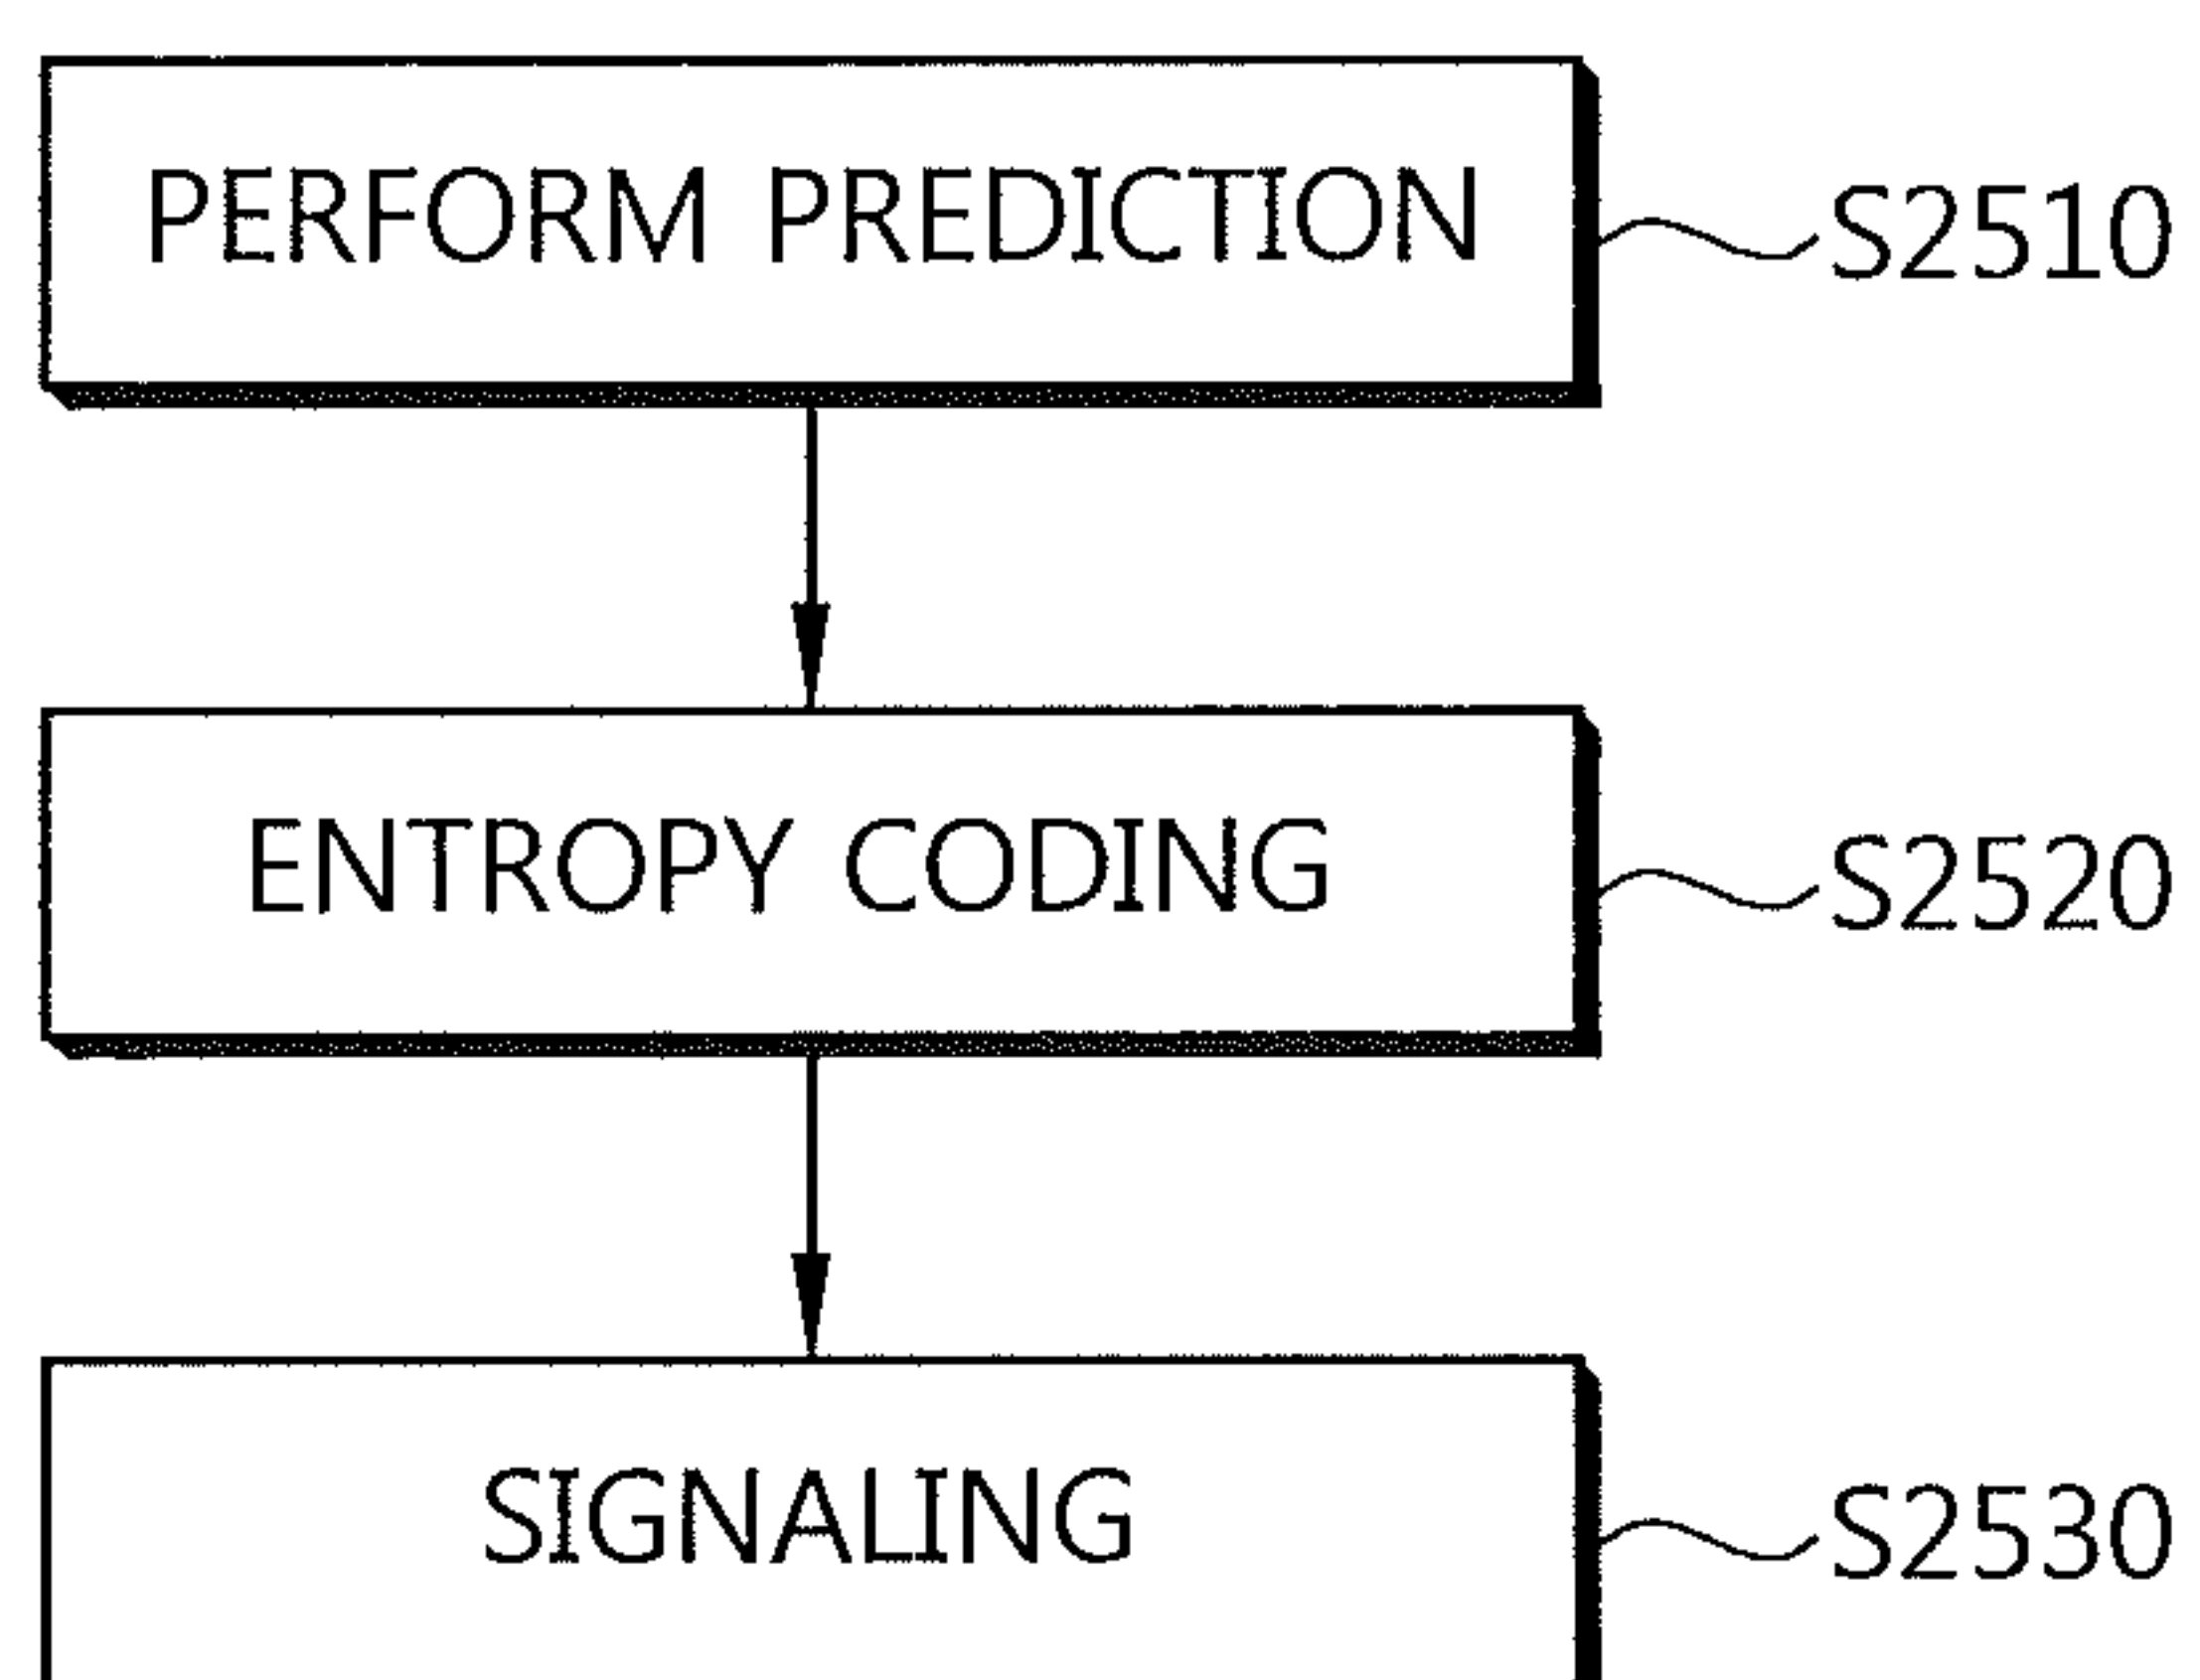 PERFORM PREDICTION
S2510
ENTROPY CODING
S2520
SIGNALING
S2530